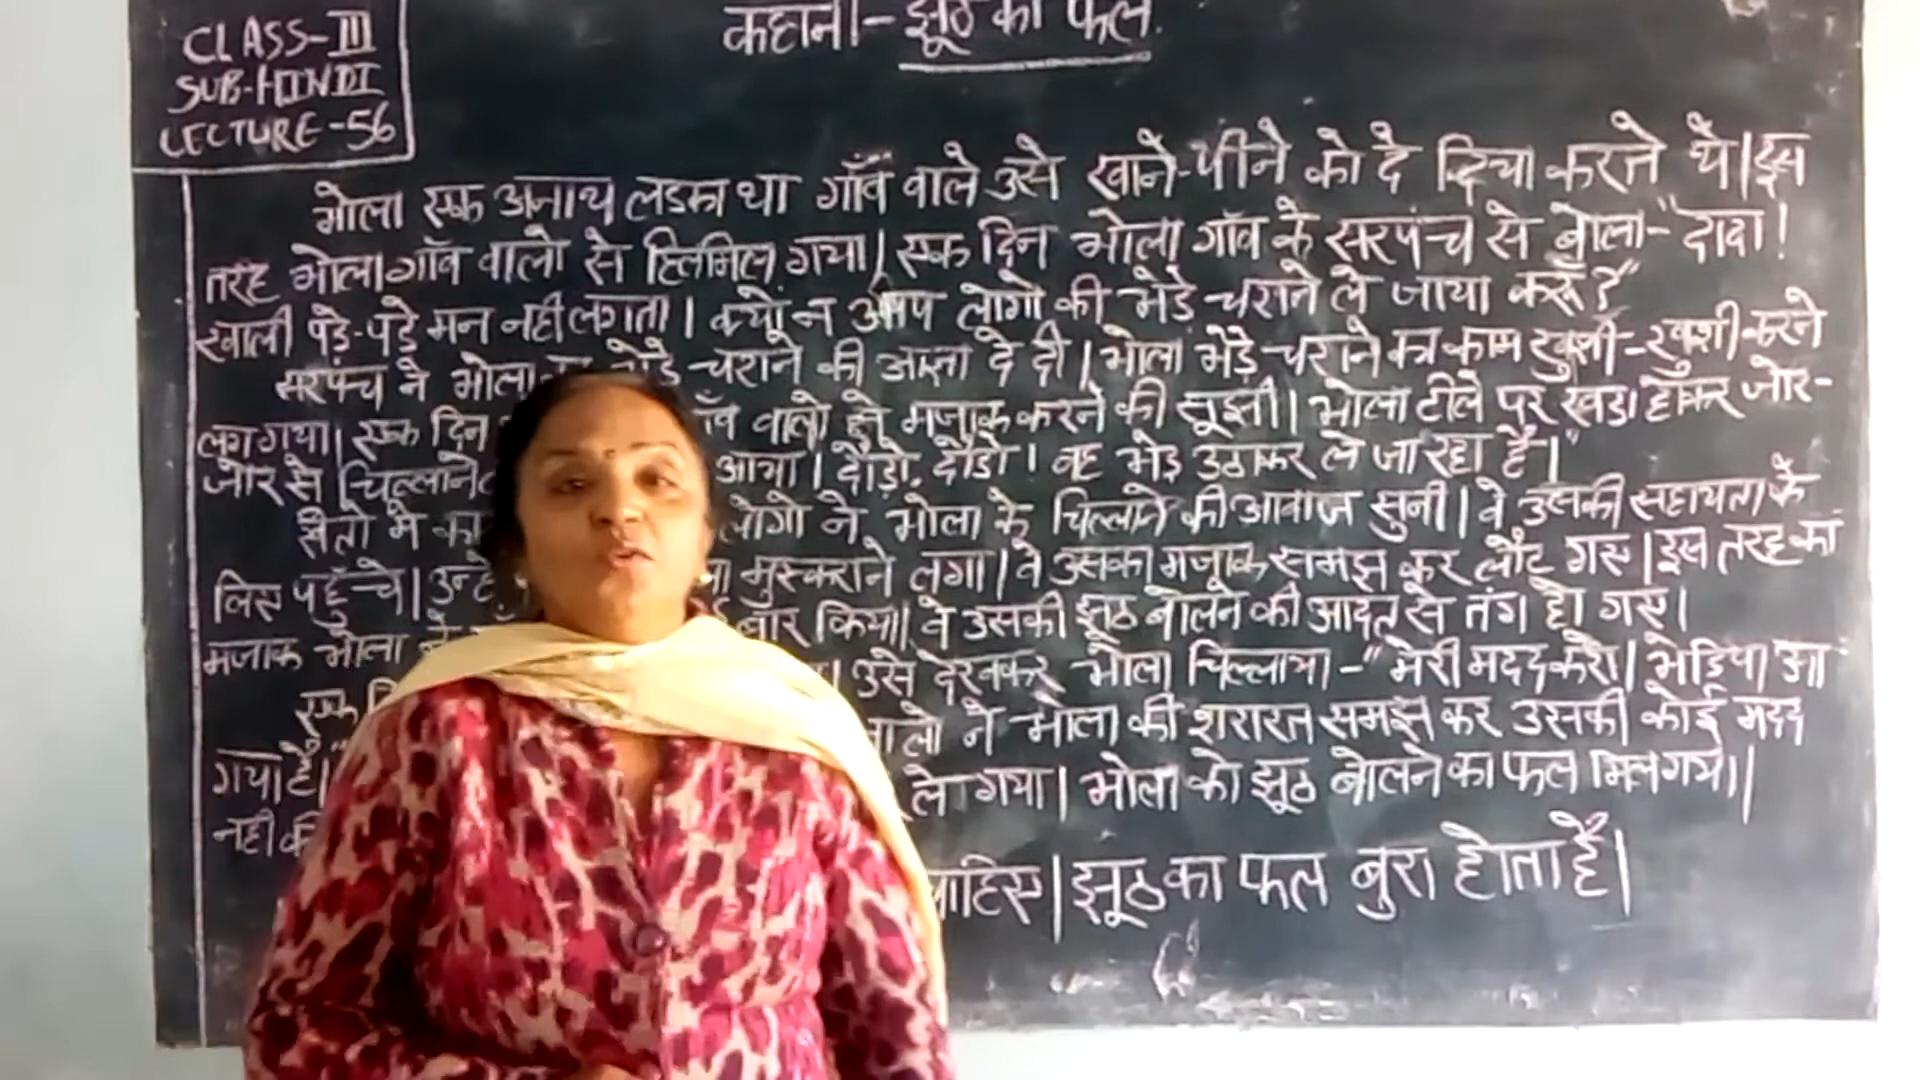 CLASS-III
SUB-HINDI
LECTURE-56
कहानी- झूठ का फल.
भोला एक अनाथ लडका था गाँव वाले उसे खाने-पीने को दे दिया करते थे। इस
तरह भोला गाँव वालो से हिलमिल गया। एक दिन भोला गाँव के सरपंच से बोला-"दादा!
खाली पड़े-पड़े मन नही लगता। क्यों न आप लोगो की भेडे चराने ले जाया करूँ?"
सरपंच ने भोला चराने की आज्ञा दे दी। भोला भेड़े चराने का काम खुशी-खुशी करने
लग गया। एक दिन वालो से मजाक करने की सूझी। भोला टीले पर खडा होकर जोर-
जोर से चिल्लाने आया। दौड़ो, दौडो। वह भेड़ उठाकर ले जा रहा है।"
खेतो मे लोगो ने भोला के चिल्लाने की आवाज सुनी। वे उसकी सहायता के
लिए पहुँचे। उन्हे मुस्कराने लगा। वे उसका मजाक समझ कर लौट गए। इस तरह का
मजाक भोला बार किया। वे उसकी झूठ बोलने की आदत से तंग हो गए।
एक उसे देखकर भोला चिल्लाया-"मेरी मदद करो। भेडिया आ
गया है। वालो ने भोला की शरारत समझ कर उसकी कोई मदद
नही की ले गया। भोला को झूठ बोलने का फल मिल गया।
झूठ का फल बुरा होता है।